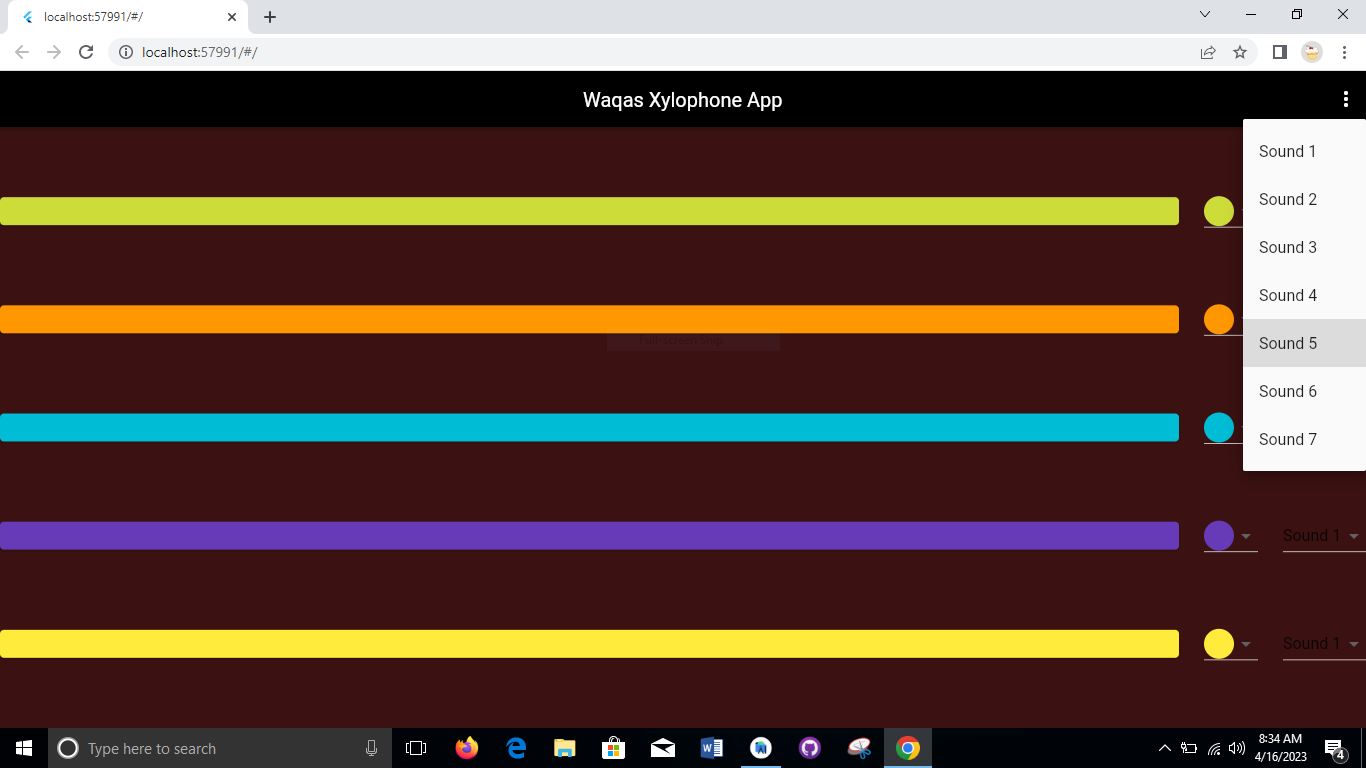 localhost:57991/#/
localhost:57991/#/
Waqas Xylophone App
Sound 1
Sound 2
Sound 3
Sound 4
Full-screen Snip
Sound 5
Sound 6
Sound 7
Sound 1
Sound 1
Type here to search
8:34 AM
4/16/2023
4